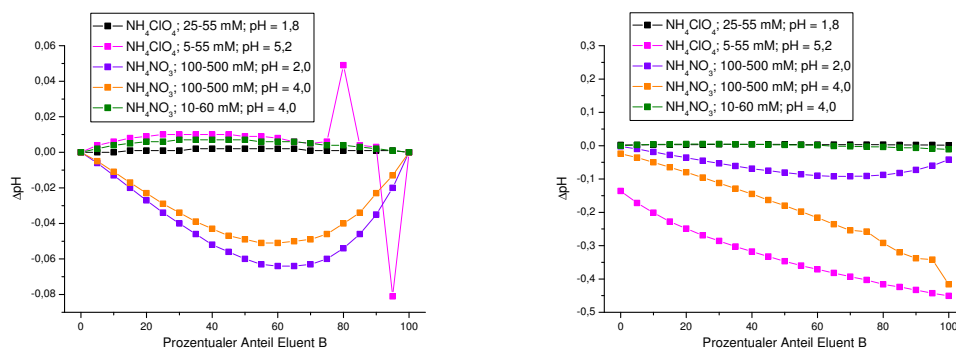 NH₄ClO₄; 25-55 mM; pH = 1,8
NH₄ClO₄; 5-55 mM; pH = 5,2
NH₄NO₃; 100-500 mM; pH = 2,0
NH₄NO₃; 100-500 mM; pH = 4,0
NH₄NO₃; 10-60 mM; pH = 4,0
0,06
0,04
0,02
0,00
-0,02
-0,04
-0,06
-0,08
ΔpH
0 20 40 60 80 100
Prozentualer Anteil Eluent B
NH₄ClO₄; 25-55 mM; pH = 1,8
NH₄ClO₄; 5-55 mM; pH = 5,2
NH₄NO₃; 100-500 mM; pH = 2,0
NH₄NO₃; 100-500 mM; pH = 4,0
NH₄NO₃; 10-60 mM; pH = 4,0
0,3
0,2
0,1
0,0
-0,1
-0,2
-0,3
-0,4
-0,5
ΔpH
0 20 40 60 80 100
Prozentualer Anteil Eluent B